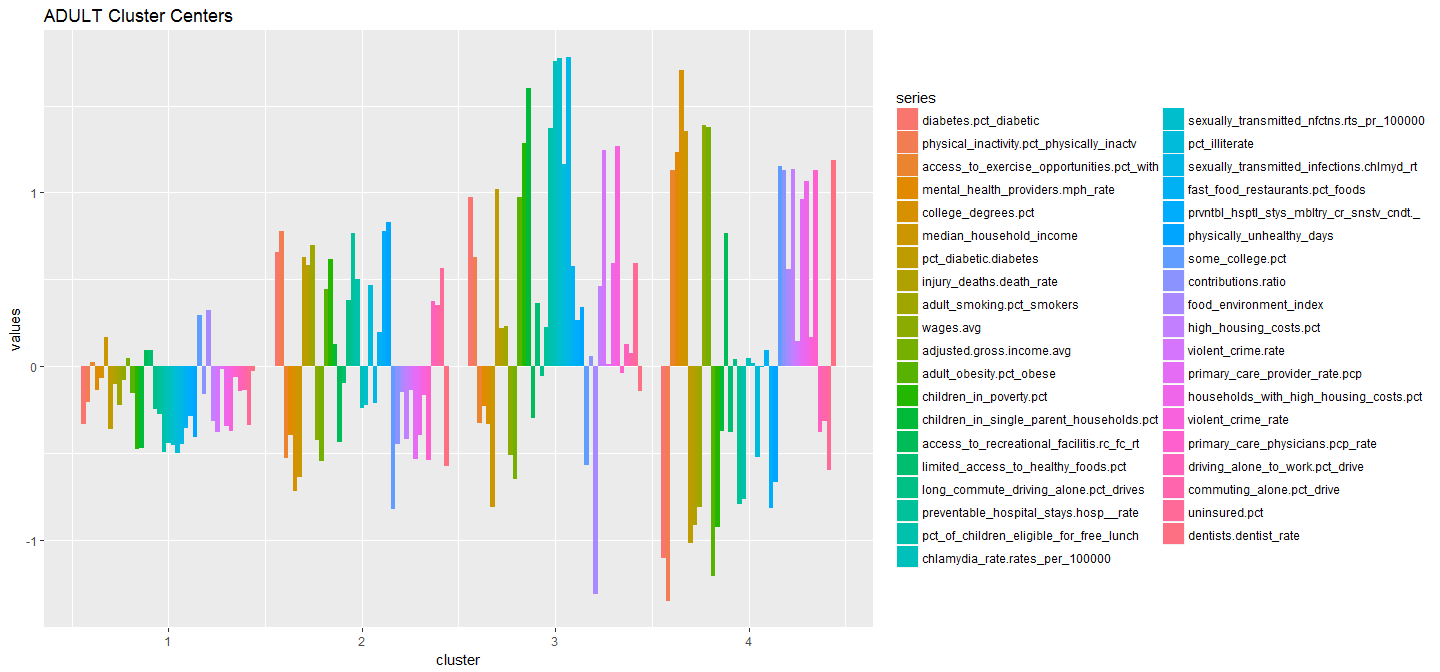 ADULT Cluster Centers
values
1
0
-1
1
2
3
4
cluster
series
diabetes.pct_diabetic
physical_inactivity.pct_physically_inactv
access_to_exercise_opportunities.pct_with
mental_health_providers.mph_rate
college_degrees.pct
median_household_income
pct_diabetic.diabetes
injury_deaths.death_rate
adult_smoking.pct_smokers
wages.avg
adjusted.gross.income.avg
adult_obesity.pct_obese
children_in_poverty.pct
children_in_single_parent_households.pct
access_to_recreational_facilitis.rc_fc_rt
limited_access_to_healthy_foods.pct
long_commute_driving_alone.pct_drives
preventable_hospital_stays.hosp__rate
pct_of_children_eligible_for_free_lunch
chlamydia_rate.rates_per_100000
sexually_transmitted_nfctns.rts_pr_100000
pct_illiterate
sexually_transmitted_infections.chlmyd_rt
fast_food_restaurants.pct_foods
prvntbl_hsptl_stys_mbltry_cr_snstv_cndt._
physically_unhealthy_days
some_college.pct
contributions.ratio
food_environment_index
high_housing_costs.pct
violent_crime.rate
primary_care_provider_rate.pcp
households_with_high_housing_costs.pct
violent_crime_rate
primary_care_physicians.pcp_rate
driving_alone_to_work.pct_drive
commuting_alone.pct_drive
uninsured.pct
dentists.dentist_rate